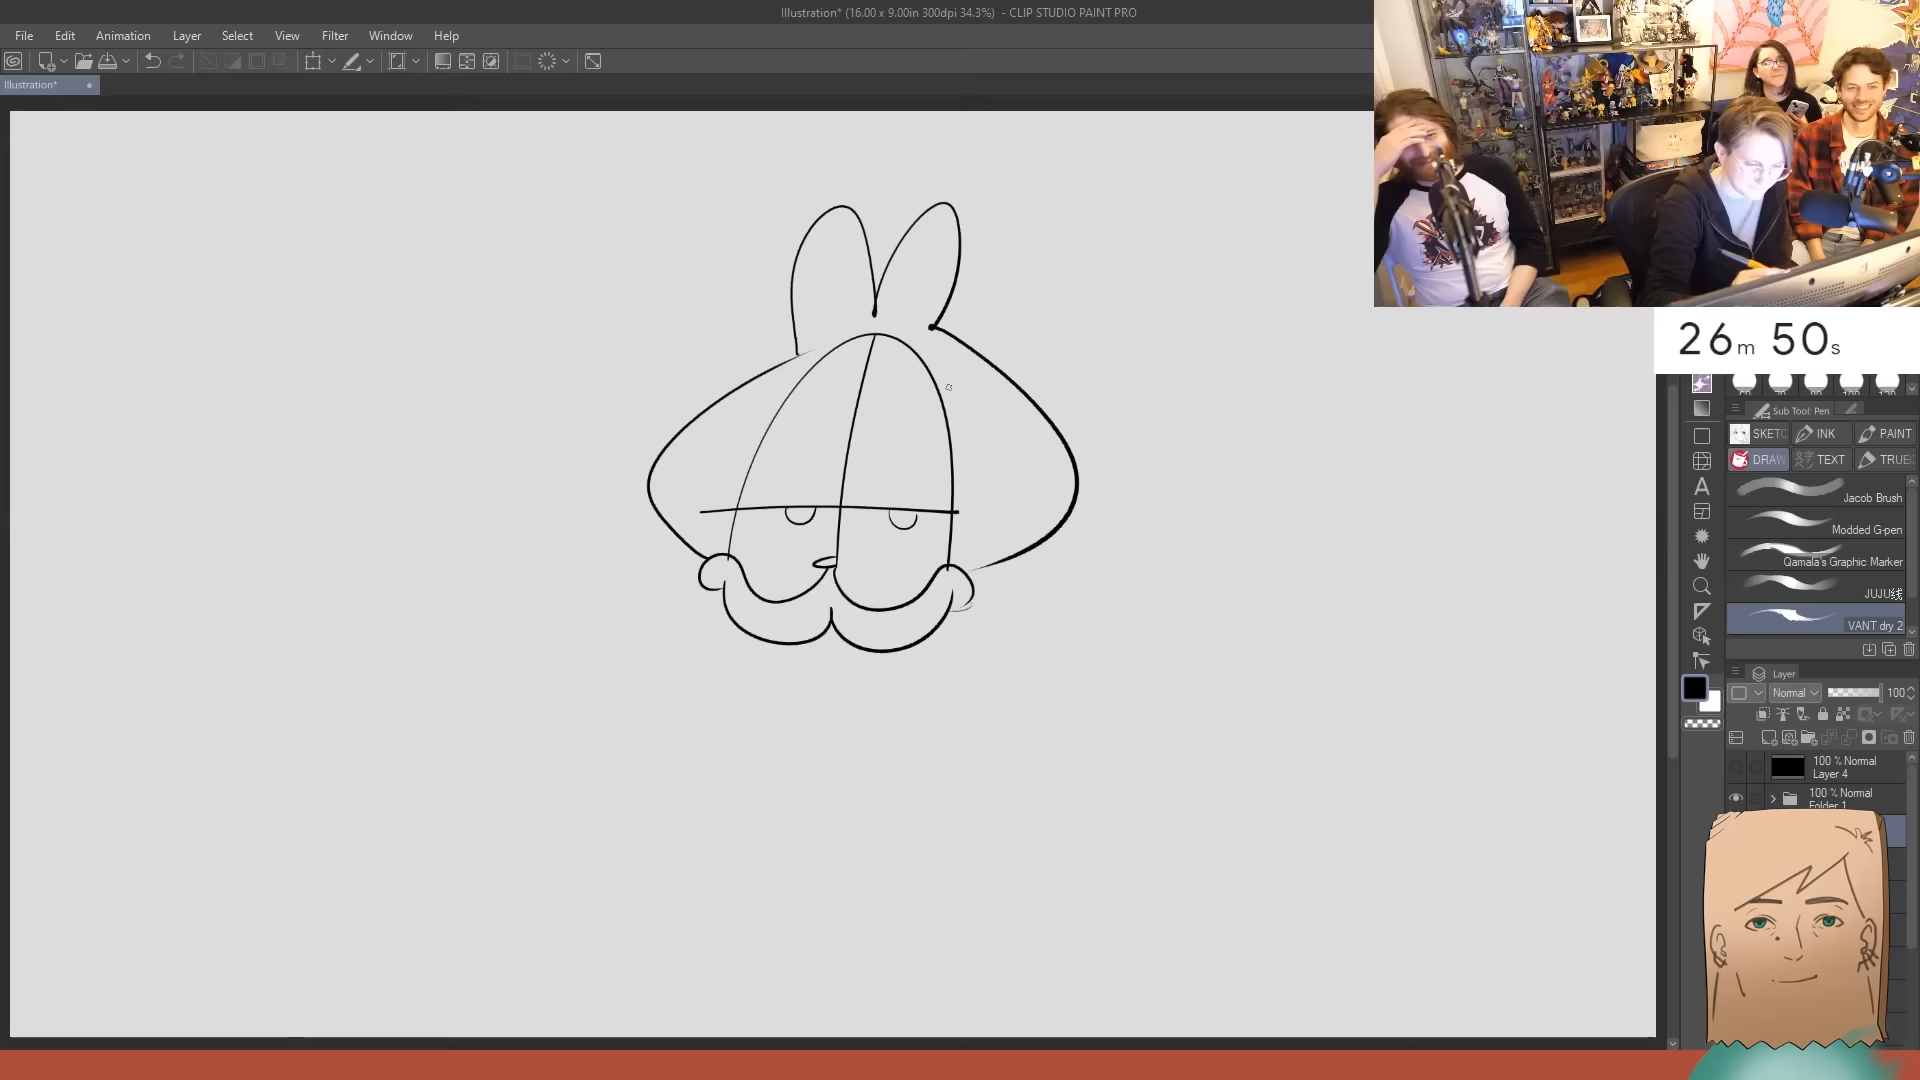 Illustration* (16.00 x 9.00in 300dpi 34.3%) - CLIP STUDIO PAINT PRO
File Edit Animation Layer Select View Filter Window Help
Illustration*
26m 50s
Sub Tool: Pen
SKETC INK PAINT
DRAW TEXT TRUE
Jacob Brush
Modded G-pen
Qamala's Graphic Marker
JUJU线
VANT dry 2
Layer
Normal 100
100 % Normal
Layer 4
100 % Normal
Folder 1